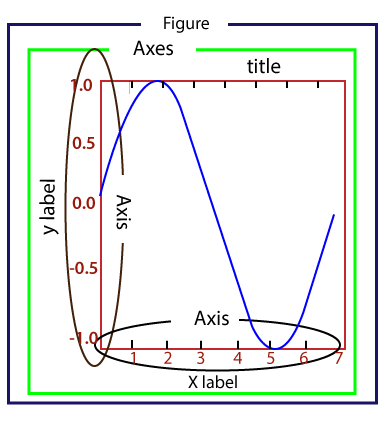 Figure
Axes
title
1.0
0.5
0.0
-0.5
-1.0
y label
Axis
Axis
1 2 3 4 5 6 7
X label